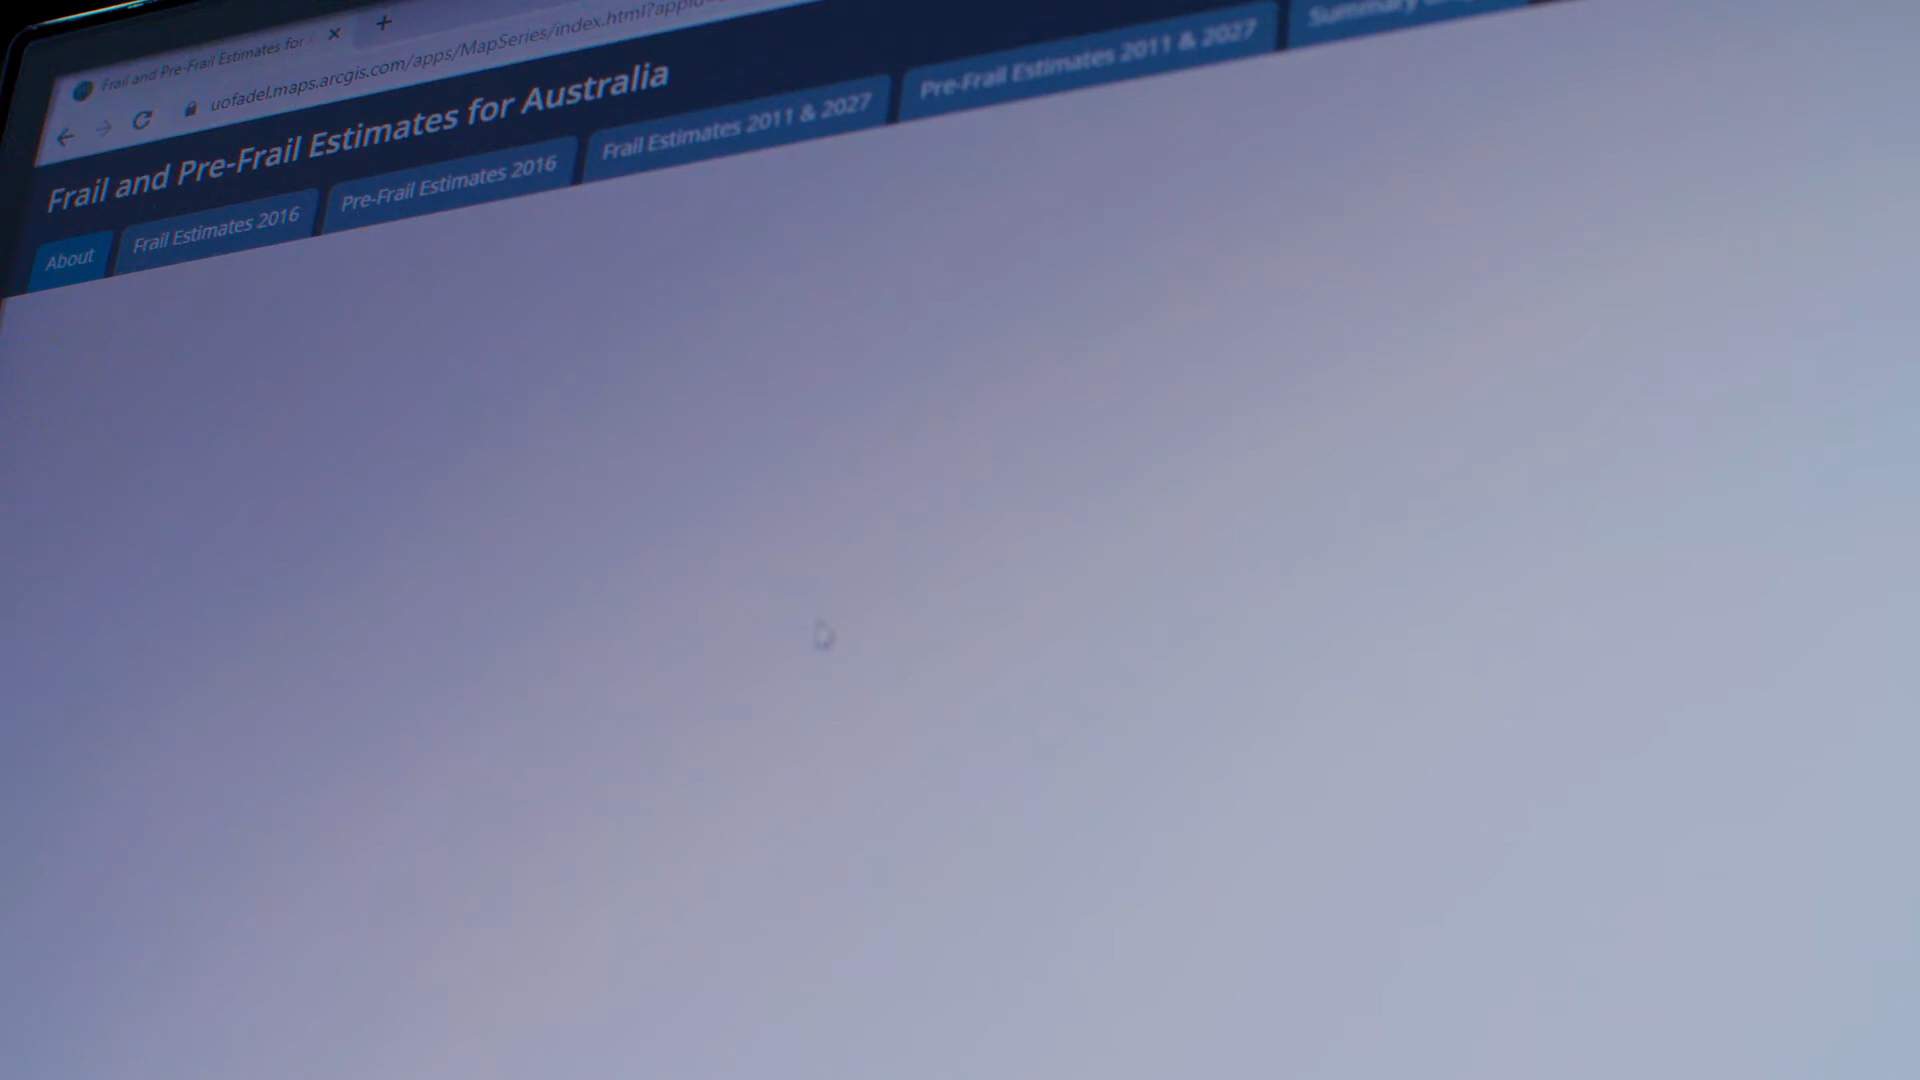 Frail and Pre-Frail Estimates for
uofadel.maps.arcgis.com/apps/MapSeries/index.html?appid=
Frail and Pre-Frail Estimates for Australia
About
Frail Estimates 2016
Pre-Frail Estimates 2016
Frail Estimates 2011 & 2027
Pre-Frail Estimates 2011 & 2027
Summary